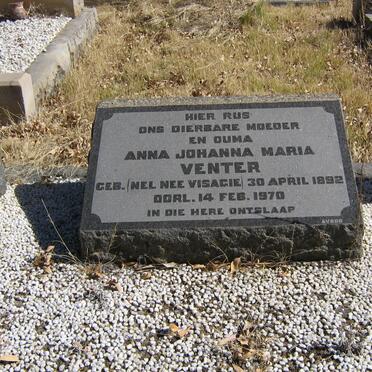 HIER RUS
ONS DIERBARE MOEDER
EN OUMA
ANNA JOHANNA MARIA
VENTER
GEB. (NEL NEE VISAGIE) 30 APRIL 1892
OORL. 14 FEB. 1970
IN DIE HERE ONTSLAAP